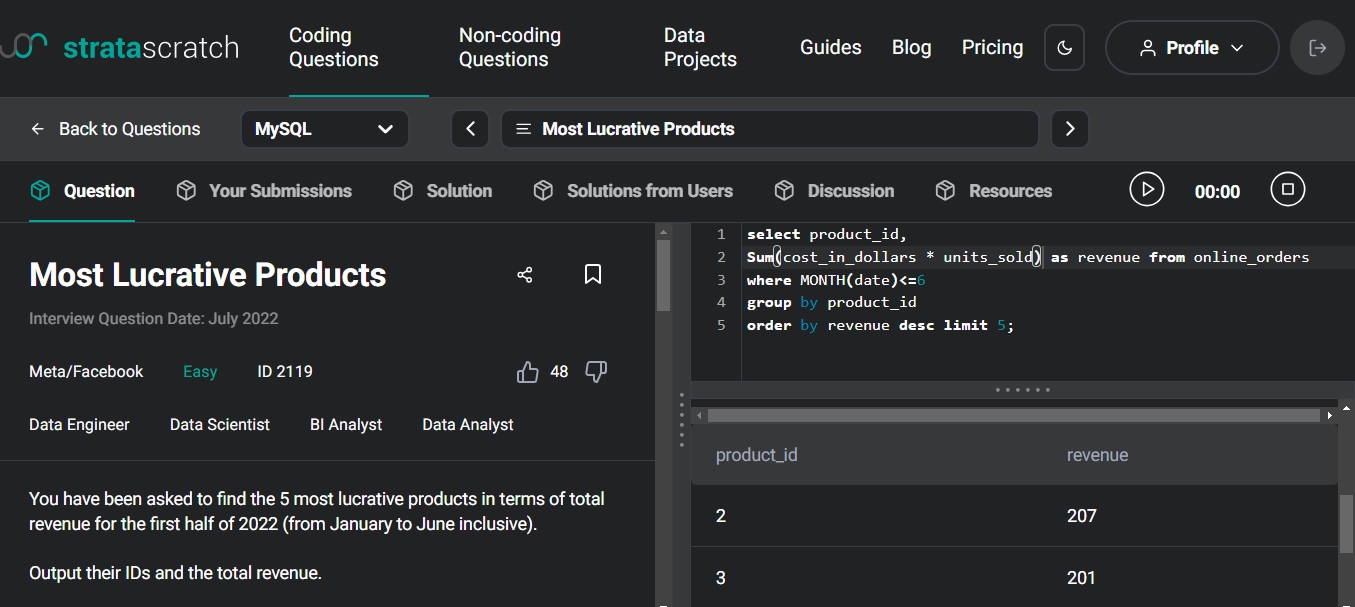 stratascratch
Coding
Questions
Non-coding
Questions
Data
Projects
Guides
Blog
Pricing
Profile
Back to Questions
MySQL
Most Lucrative Products
Question
Your Submissions
Solution
Solutions from Users
Discussion
Resources
00:00
Most Lucrative Products
Interview Question Date: July 2022
Meta/Facebook Easy ID 2119
48
Data Engineer Data Scientist BI Analyst Data Analyst
You have been asked to find the 5 most lucrative products in terms of total
revenue for the first half of 2022 (from January to June inclusive).
Output their IDs and the total revenue.
1 select product_id,
2 Sum(cost_in_dollars * units_sold) as revenue from online_orders
3 where MONTH(date)<=6
4 group by product_id
5 order by revenue desc limit 5;
product_id revenue
2 207
3 201